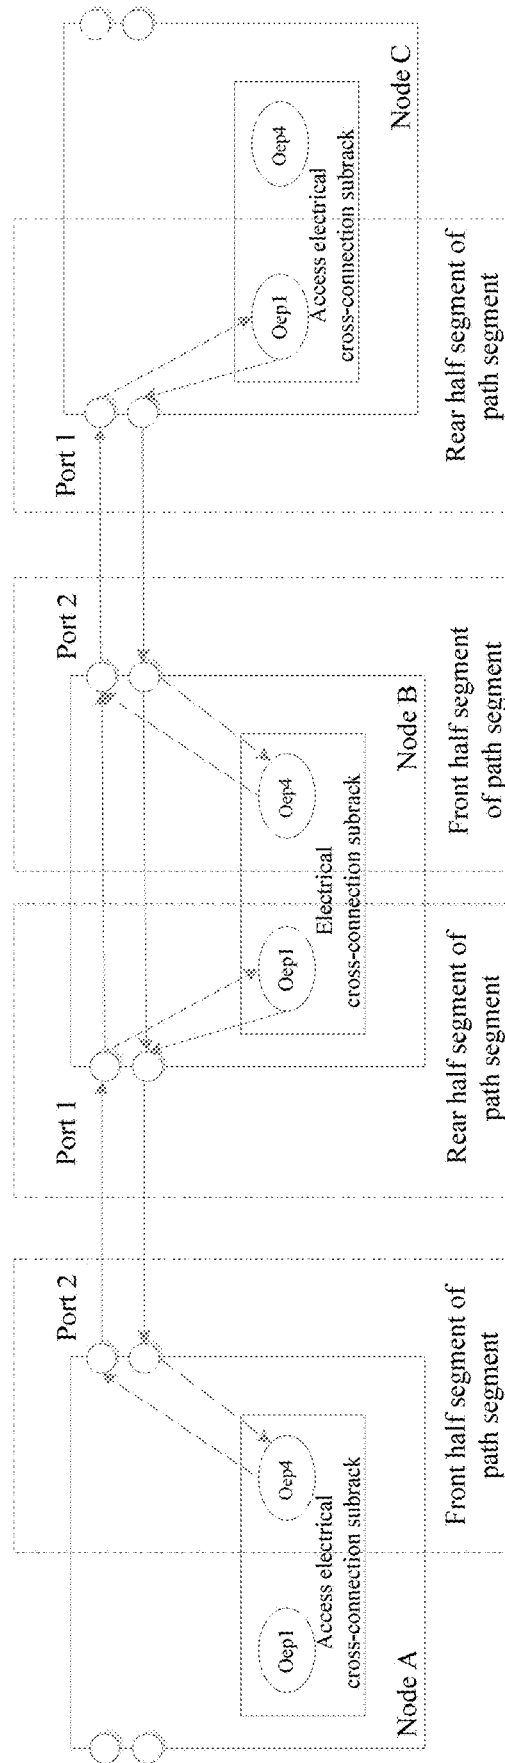 Port 2
Port 1
Port 2
Port 1
Oep1
Oep4
Access electrical
cross-connection subrack
Node A
Oep1
Oep4
Electrical
cross-connection subrack
Node B
Oep1
Oep4
Access electrical
cross-connection subrack
Node C
Front half segment of
path segment
Rear half segment of
path segment
Front half segment
of path segment
Rear half segment of
path segment